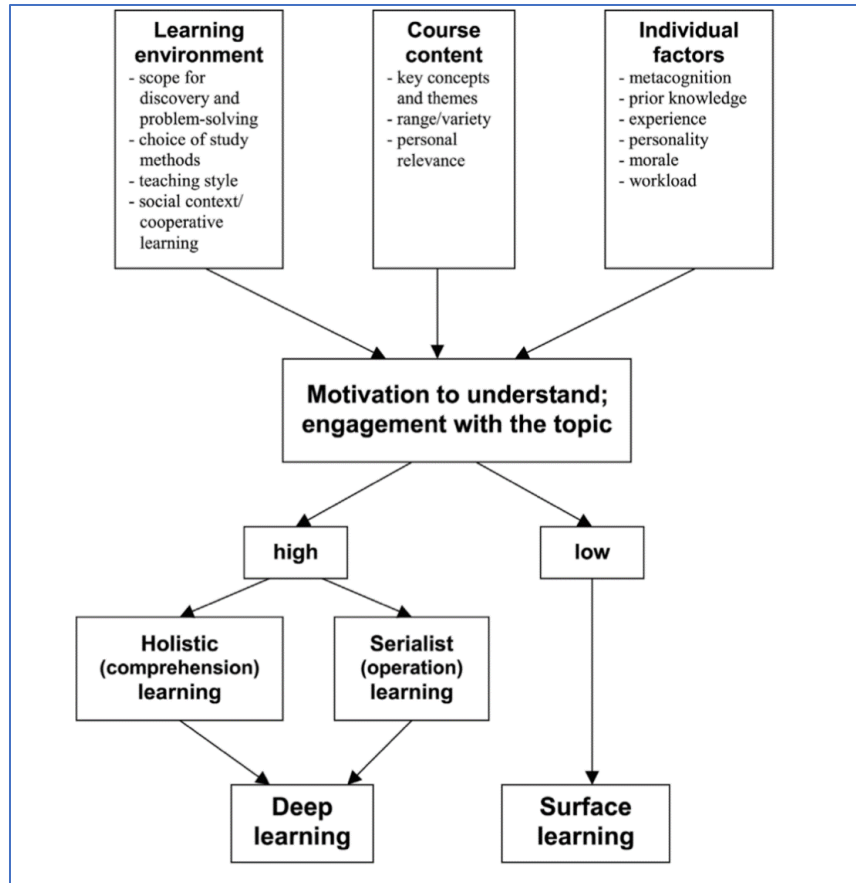 Learning
environment
- scope for
discovery and
problem-solving
- choice of study
methods
- teaching style
- social context/
cooperative
learning
Course
content
- key concepts
and themes
- range/variety
- personal
relevance
Individual
factors
- metacognition
- prior knowledge
- experience
- personality
- morale
- workload
Motivation to understand;
engagement with the topic
high
low
Holistic
(comprehension)
learning
Serialist
(operation)
learning
Deep
learning
Surface
learning